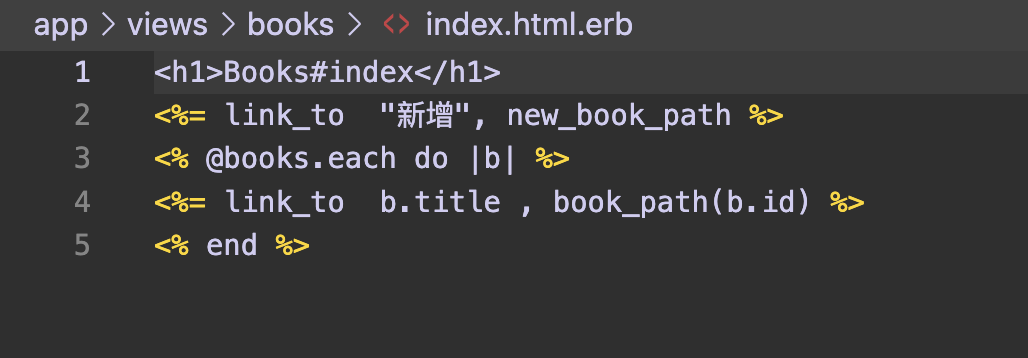 app > views > books > <> index.html.erb
1 <h1>Books#index</h1>
2 <%= link_to  "新增", new_book_path %>
3 <% @books.each do |b| %>
4 <%= link_to  b.title , book_path(b.id) %>
5 <% end %>